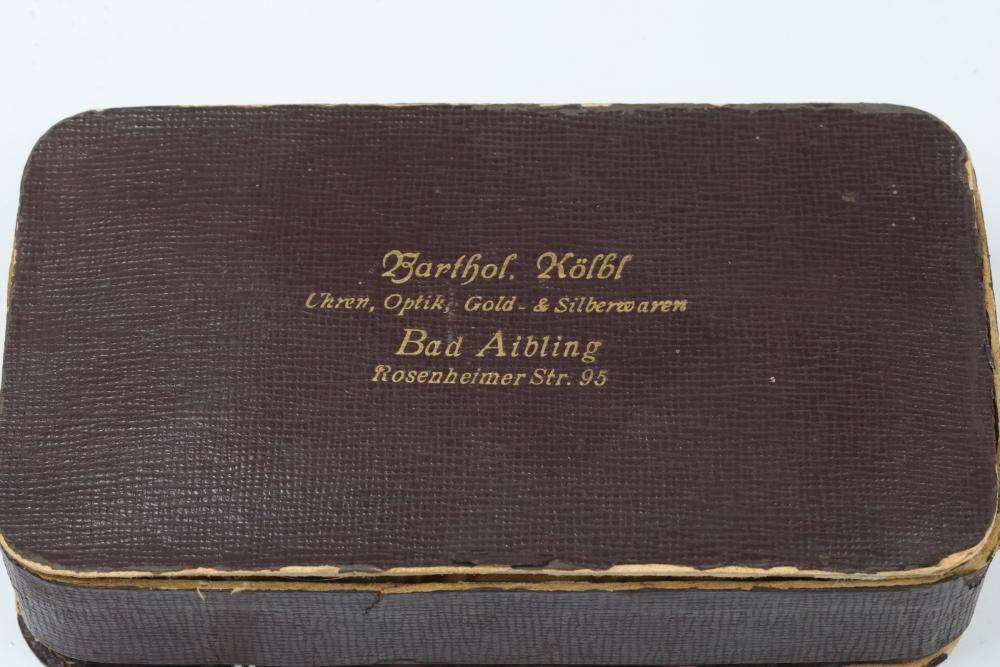 Barthol. Kölbl
Uhren, Optik, Gold- & Silberwaren
Bad Aibling
Rosenheimer Str. 95